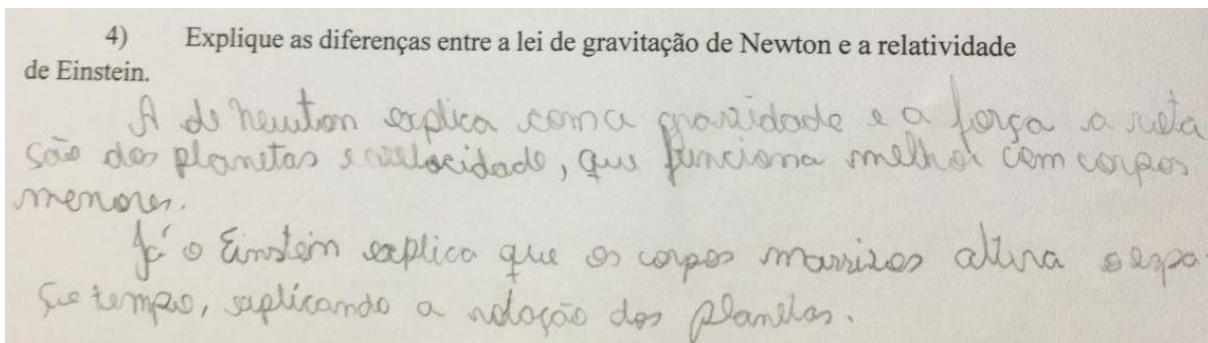 4) Explique as diferenças entre a lei de gravitação de Newton e a relatividade
de Einstein.
A de Newton explica com a gravidade e a força a rota
ção dos planetas e velocidade, que funciona melhor com corpos
menores.
Já o Einstein explica que os corpos massivos altera o espa
ço tempo, explicando a rotação dos planetas.